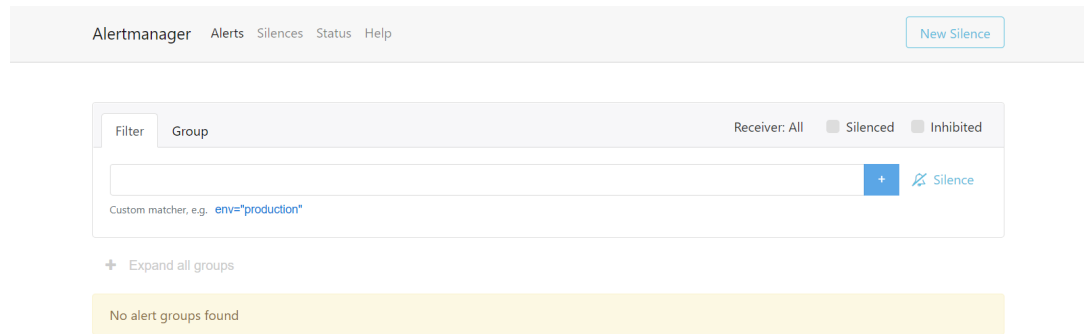 Alertmanager Alerts Silences Status Help New Silence
Filter Group Receiver: All Silenced Inhibited
+ Silence
Custom matcher, e.g. env="production"
+ Expand all groups
No alert groups found